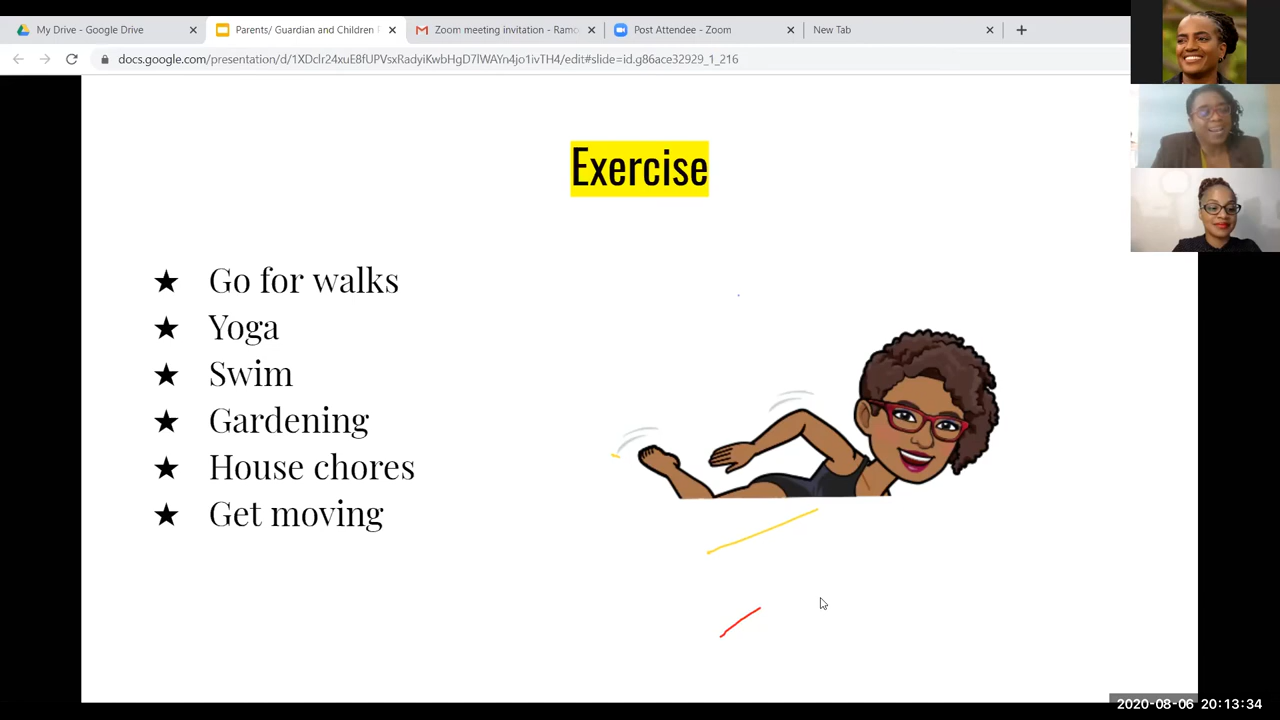 My Drive - Google Drive
Parents/ Guardian and Children F
Zoom meeting invitation - Ramo
Post Attendee - Zoom
New Tab
docs.google.com/presentation/d/1XDclr24xuE8fUPVsxRadyiKwbHgD7lWAYn4jo1ivTH4/edit#slide=id.g86ace32929_1_216
Exercise
★ Go for walks
★ Yoga
★ Swim
★ Gardening
★ House chores
★ Get moving
2020-08-06 20:13:34